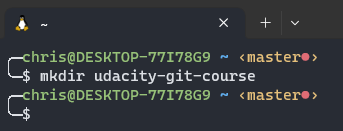 ~
chris@DESKTOP-77I78G9 ~ ‹master●›
$ mkdir udacity-git-course
chris@DESKTOP-77I78G9 ~ ‹master●›
$